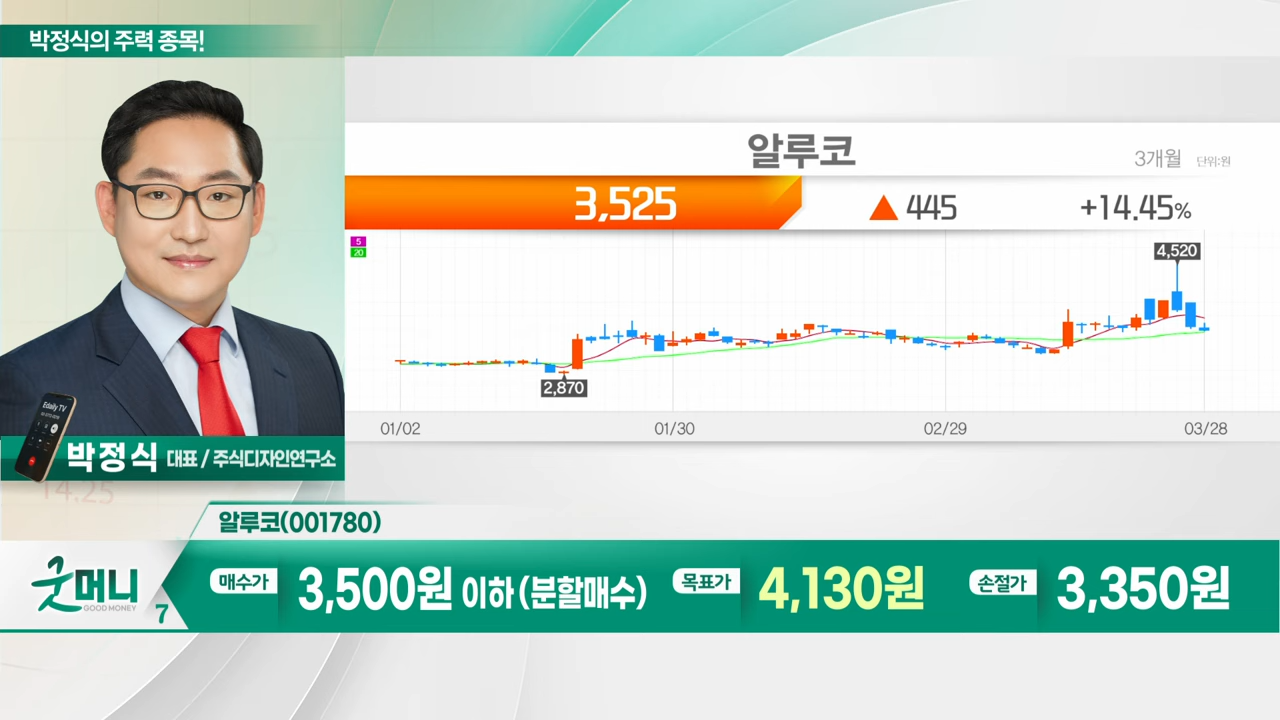 박정식의 주력 종목!
알루코
3개월 단위:원
3,525 ▲ 445 +14.45%
5
20
4,520
2,870
01/02 01/30 02/29 03/28
Edaily TV
박정식 대표 / 주식디자인연구소
14.25
알루코(001780)
굿머니
GOOD MONEY
7
매수가 3,500원 이하 (분할매수) 목표가 4,130원 손절가 3,350원